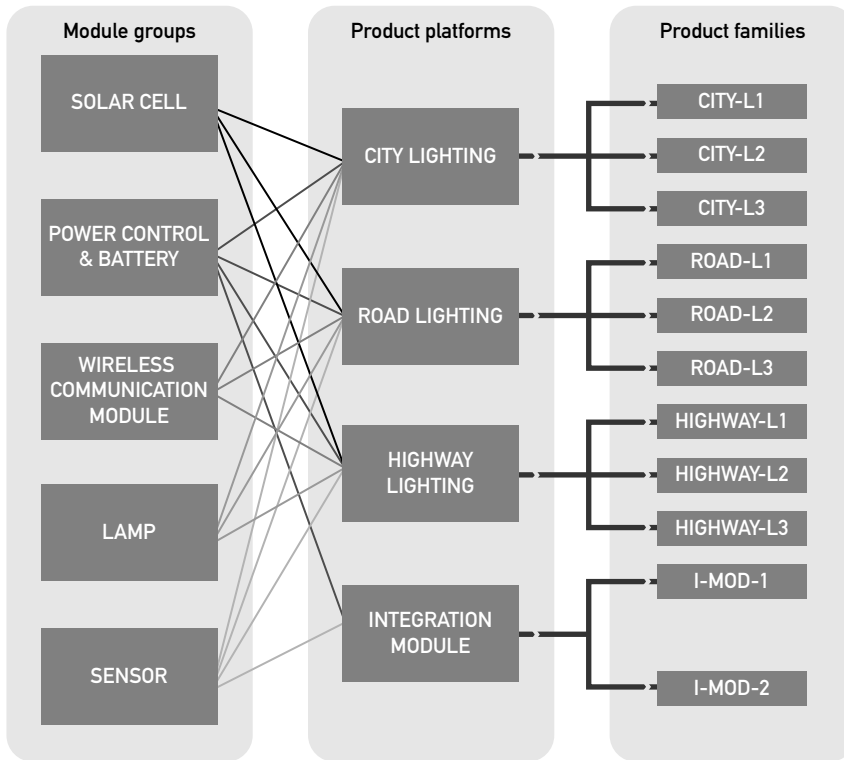 Module groups
SOLAR CELL
POWER CONTROL
& BATTERY
WIRELESS
COMMUNICATION
MODULE
LAMP
SENSOR
Product platforms
CITY LIGHTING
ROAD LIGHTING
HIGHWAY
LIGHTING
INTEGRATION
MODULE
Product families
CITY-L1
CITY-L2
CITY-L3
ROAD-L1
ROAD-L2
ROAD-L3
HIGHWAY-L1
HIGHWAY-L2
HIGHWAY-L3
I-MOD-1
I-MOD-2